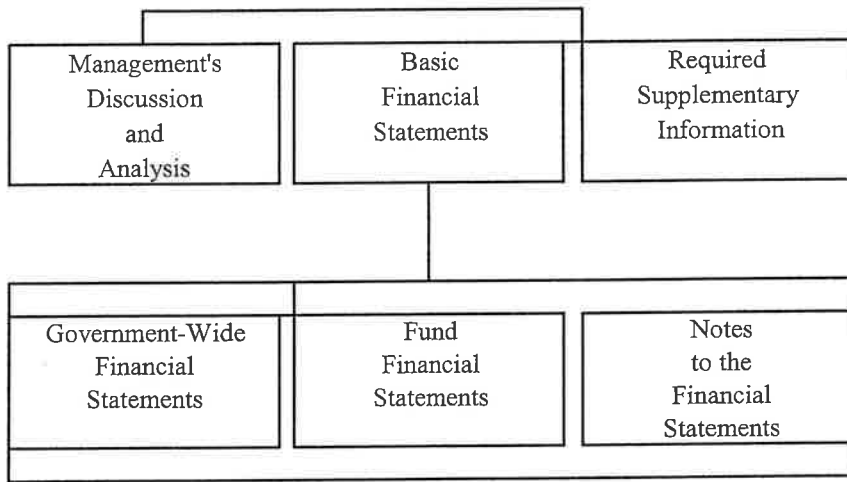 Management's
Discussion
and
Analysis
Basic
Financial
Statements
Required
Supplementary
Information
Government-Wide
Financial
Statements
Fund
Financial
Statements
Notes
to the
Financial
Statements